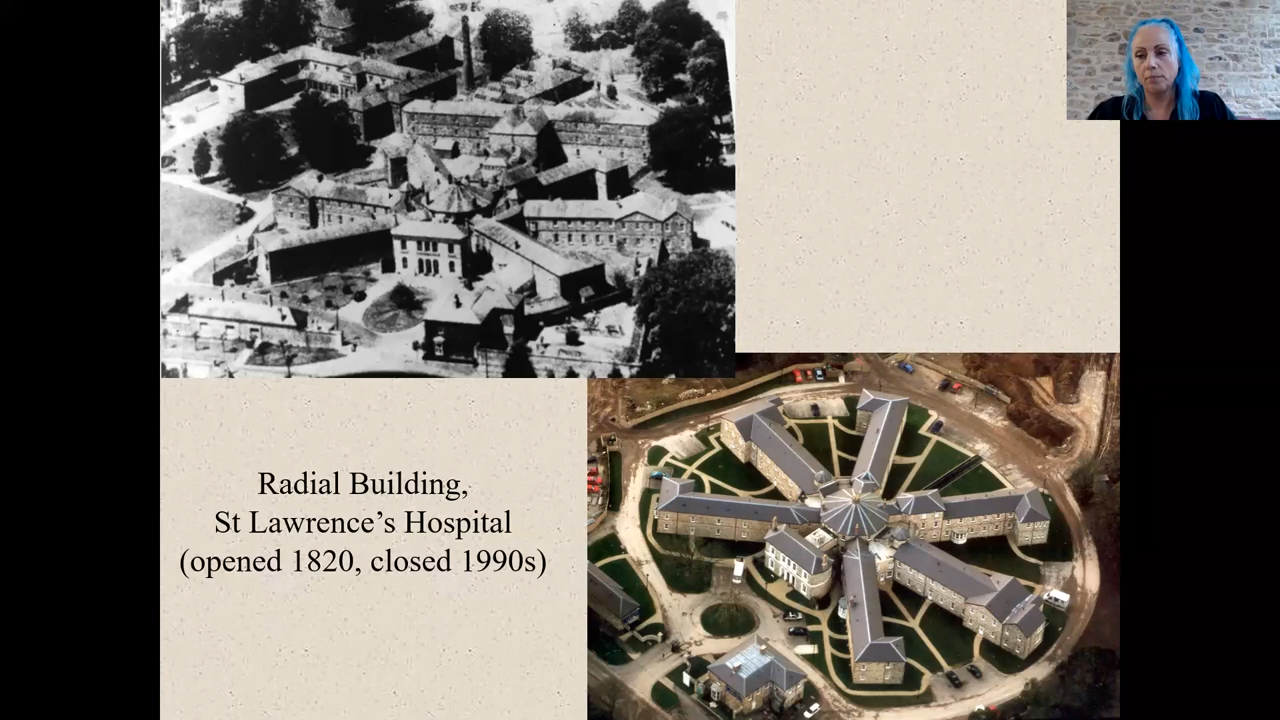 Radial Building,
St Lawrence’s Hospital
(opened 1820, closed 1990s)